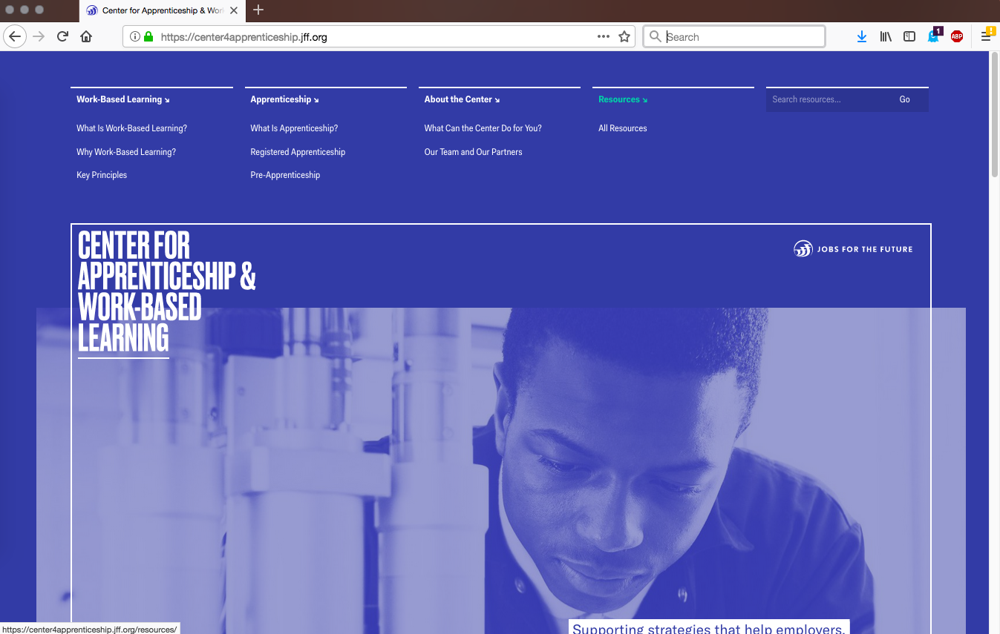 Center for Apprenticeship & Wor
https://center4apprenticeship.jff.org
Search
1
ABP
Work-Based Learning ↘
What Is Work-Based Learning?
Why Work-Based Learning?
Key Principles
Apprenticeship ↘
What Is Apprenticeship?
Registered Apprenticeship
Pre-Apprenticeship
About the Center ↘
What Can the Center Do for You?
Our Team and Our Partners
Resources ↘
All Resources
Search resources... Go
CENTER FOR
APPRENTICESHIP &
WORK-BASED
LEARNING
JOBS FOR THE FUTURE
Supporting strategies that help employers,
https://center4apprenticeship.jff.org/resources/